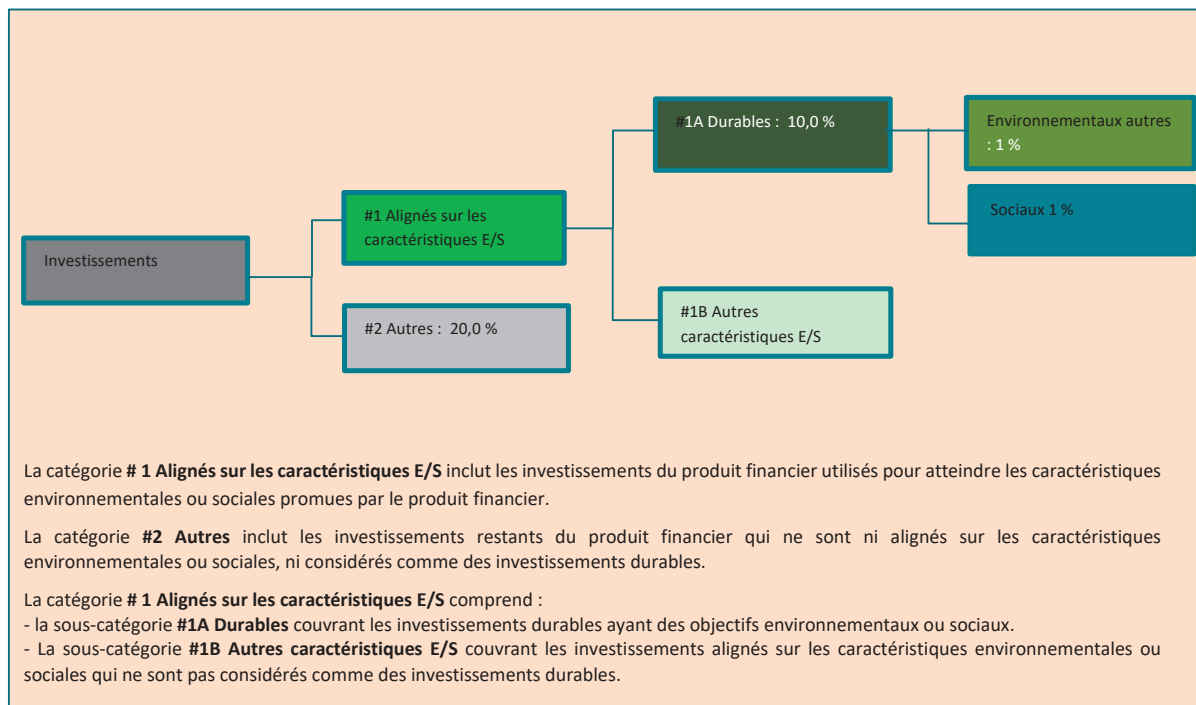 #1A Durables : 10,0 %
Environnementaux autres
: 1 %
#1 Alignés sur les
caractéristiques E/S
Sociaux 1 %
Investissements
#2 Autres : 20,0 %
#1B Autres
caractéristiques E/S
La catégorie # 1 Alignés sur les caractéristiques E/S inclut les investissements du produit financier utilisés pour atteindre les caractéristiques
environnementales ou sociales promues par le produit financier.
La catégorie #2 Autres inclut les investissements restants du produit financier qui ne sont ni alignés sur les caractéristiques
environnementales ou sociales, ni considérés comme des investissements durables.
La catégorie # 1 Alignés sur les caractéristiques E/S comprend :
- la sous-catégorie #1A Durables couvrant les investissements durables ayant des objectifs environnementaux ou sociaux.
- La sous-catégorie #1B Autres caractéristiques E/S couvrant les investissements alignés sur les caractéristiques environnementales ou
sociales qui ne sont pas considérés comme des investissements durables.